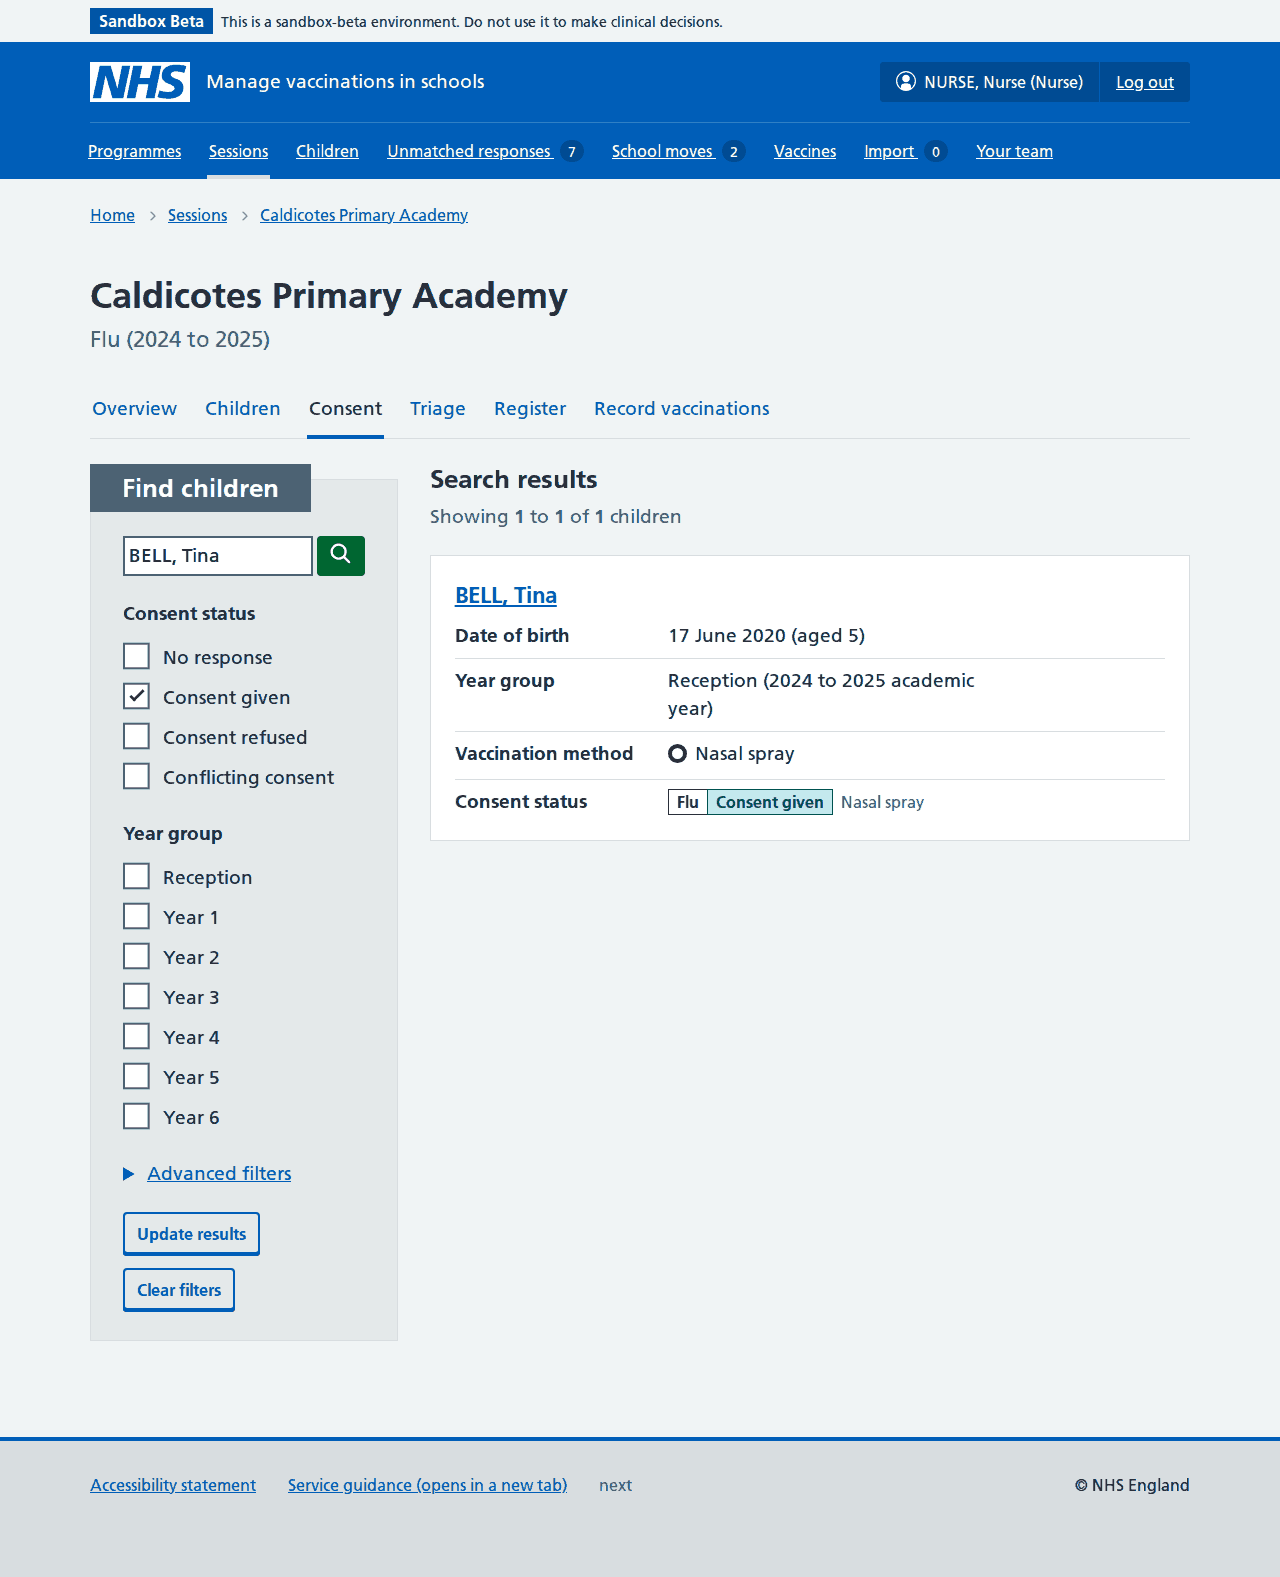 Sandbox Beta This is a sandbox-beta environment. Do not use it to make clinical decisions.
NHS Manage vaccinations in schools NURSE, Nurse (Nurse) Log out
Programmes Sessions Children Unmatched responses 7 School moves 2 Vaccines Import 0 Your team
Home Sessions Caldicotes Primary Academy
Caldicotes Primary Academy
Flu (2024 to 2025)
Overview Children Consent Triage Register Record vaccinations
Find children
BELL, Tina
Consent status
No response
Consent given
Consent refused
Conflicting consent
Year group
Reception
Year 1
Year 2
Year 3
Year 4
Year 5
Year 6
Advanced filters
Update results
Clear filters
Search results
Showing 1 to 1 of 1 children
BELL, Tina
Date of birth 17 June 2020 (aged 5)
Year group Reception (2024 to 2025 academic
year)
Vaccination method Nasal spray
Consent status Flu Consent given Nasal spray
Accessibility statement Service guidance (opens in a new tab) next © NHS England